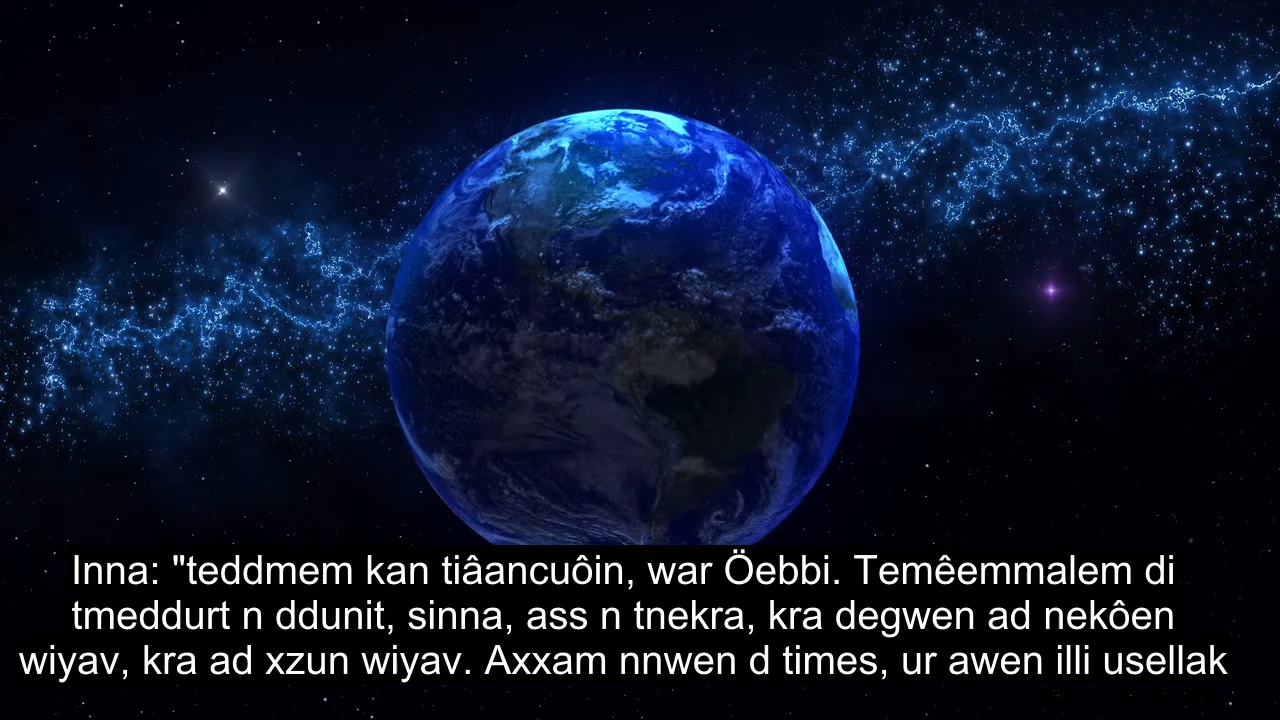 Inna: "teddmem kan tiâancuôin, war Öebbi. Temêemmalem di
tmeddurt n ddunit, sinna, ass n tnekra, kra degwen ad nekôen
wiyav, kra ad xzun wiyav. Axxam nnwen d times, ur awen illi usellak